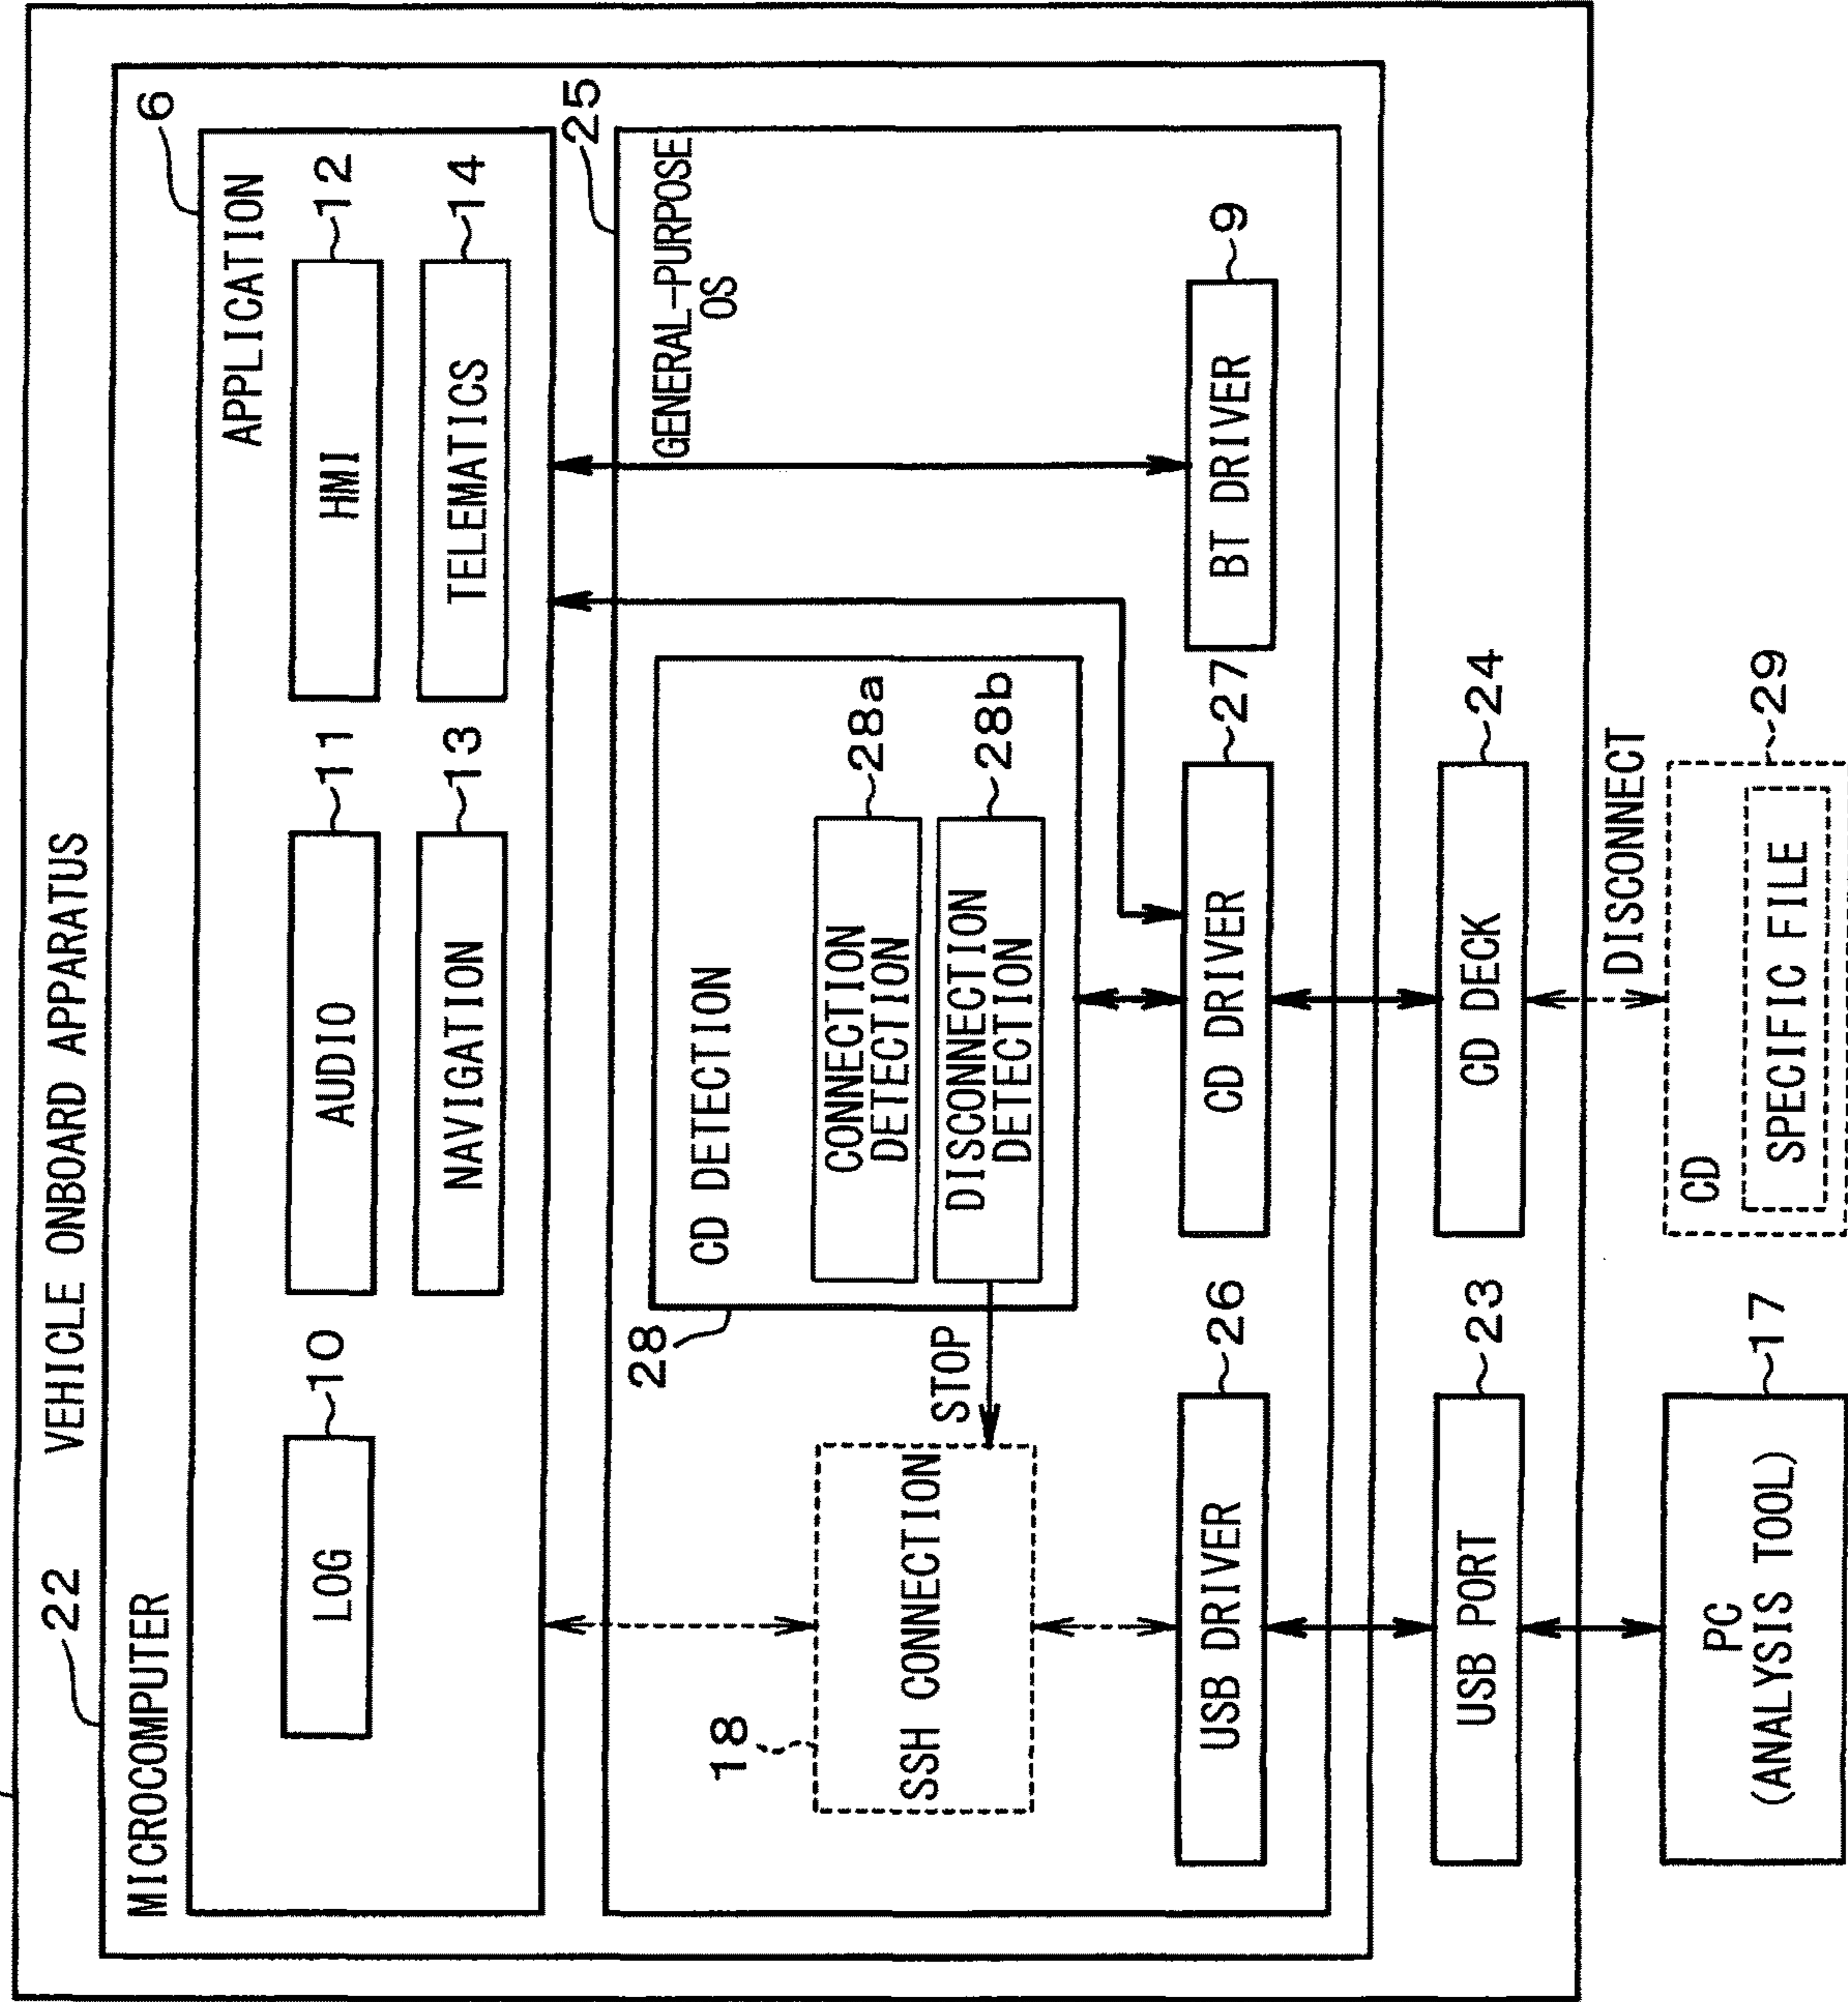 VEHICLE ONBOARD APPARATUS
22
MICROCOMPUTER
6
APPLICATION
LOG
10
AUDIO
11
HMI
12
NAVIGATION
13
TELEMATICS
14
25
GENERAL-PURPOSE
OS
28
CD DETECTION
CONNECTION
DETECTION
28a
DISCONNECTION
DETECTION
28b
STOP
18
SSH CONNECTION
USB DRIVER
26
CD DRIVER
27
BT DRIVER
9
USB PORT
23
CD DECK
24
DISCONNECT
PC
(ANALYSIS TOOL)
17
CD
SPECIFIC FILE
29